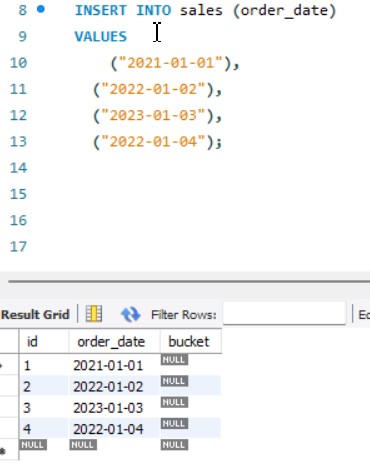 8 INSERT INTO sales (order_date)
9 VALUES
10 ("2021-01-01"),
11 ("2022-01-02"),
12 ("2023-01-03"),
13 ("2022-01-04");
14
15
16
17
Result Grid Filter Rows:
id order_date bucket
1 2021-01-01 NULL
2 2022-01-02 NULL
3 2023-01-03 NULL
4 2022-01-04 NULL
NULL NULL NULL